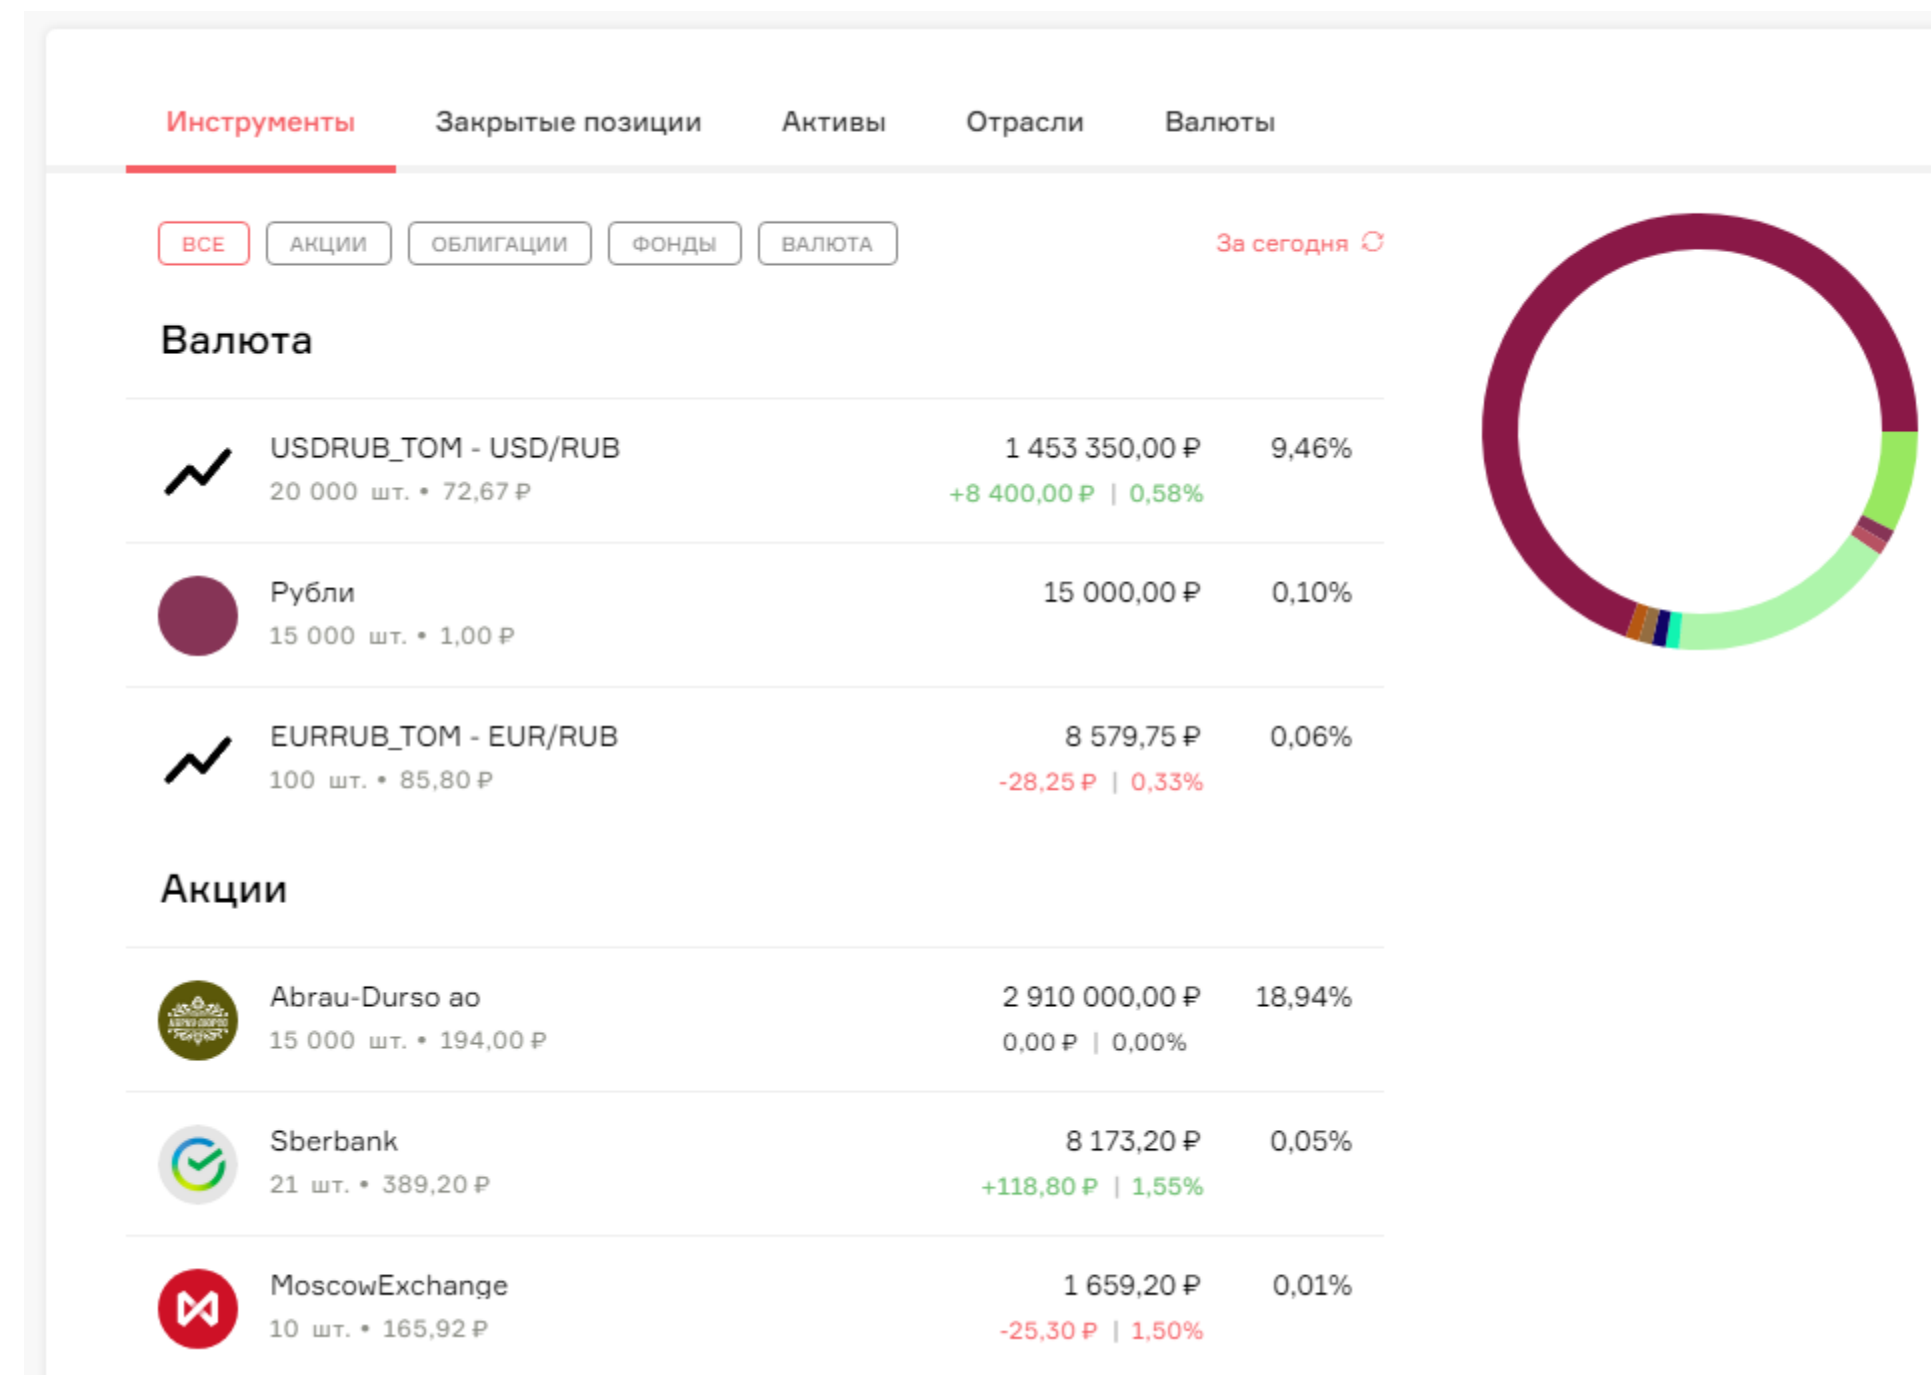 Инструменты Закрытые позиции Активы Отрасли Валюты
ВСЕ АКЦИИ ОБЛИГАЦИИ ФОНДЫ ВАЛЮТА За сегодня
Валюта
USDRUB_TOM - USD/RUB 1 453 350,00 ₽ 9,46%
20 000 шт. • 72,67 ₽ +8 400,00 ₽ | 0,58%
Рубли 15 000,00 ₽ 0,10%
15 000 шт. • 1,00 ₽
EURRUB_TOM - EUR/RUB 8 579,75 ₽ 0,06%
100 шт. • 85,80 ₽ -28,25 ₽ | 0,33%
Акции
Abrau-Durso ао 2 910 000,00 ₽ 18,94%
15 000 шт. • 194,00 ₽ 0,00 ₽ | 0,00%
Sberbank 8 173,20 ₽ 0,05%
21 шт. • 389,20 ₽ +118,80 ₽ | 1,55%
MoscowExchange 1 659,20 ₽ 0,01%
10 шт. • 165,92 ₽ -25,30 ₽ | 1,50%